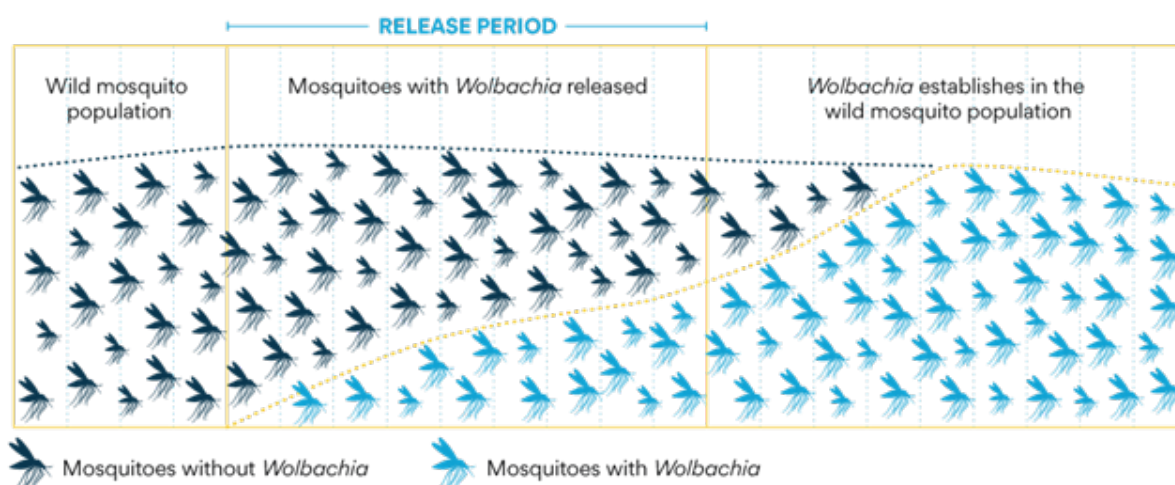 RELEASE PERIOD
Wild mosquito
population
Mosquitoes with Wolbachia released
Wolbachia establishes in the
wild mosquito population
Mosquitoes without Wolbachia
Mosquitoes with Wolbachia